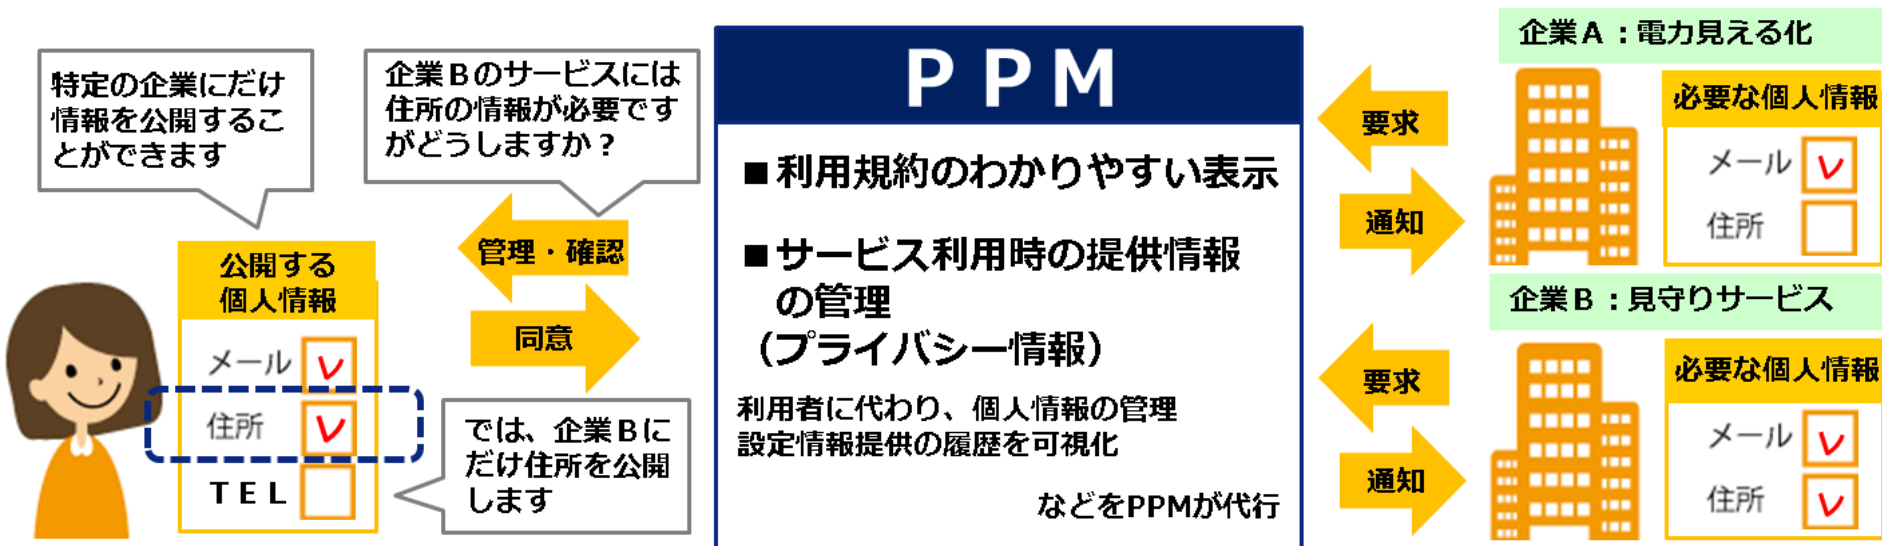 特定の企業にだけ
情報を公開するこ
とができます
企業Bのサービスには
住所の情報が必要です
がどうしますか？
管理・確認
同意
公開する
個人情報
メール
住所
TEL
では、企業Bに
だけ住所を公開
します
PPM
■利用規約のわかりやすい表示
■サービス利用時の提供情報
の管理
（プライバシー情報）
利用者に代わり、個人情報の管理
設定情報提供の履歴を可視化
などをPPMが代行
要求
通知
企業A：電力見える化
必要な個人情報
メール
住所
要求
通知
企業B：見守りサービス
必要な個人情報
メール
住所